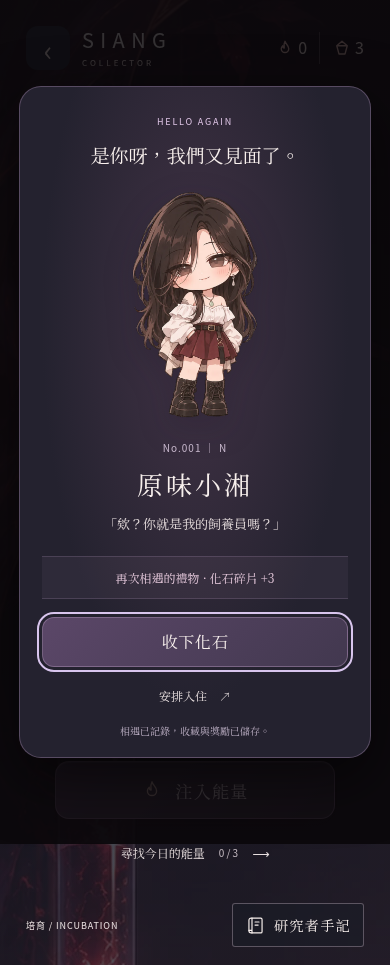 SIANG
COLLECTOR
0
3
HELLO AGAIN
是你呀，我們又見面了。
No.001 | N
原味小湘
「欸？你就是我的飼養員嗎？」
再次相遇的禮物 · 化石碎片 +3
收下化石
安排入住 ↗
相遇已記錄，收藏與獎勵已儲存。
注入能量
尋找今日的能量 0/3 →
培育 / INCUBATION
研究者手記